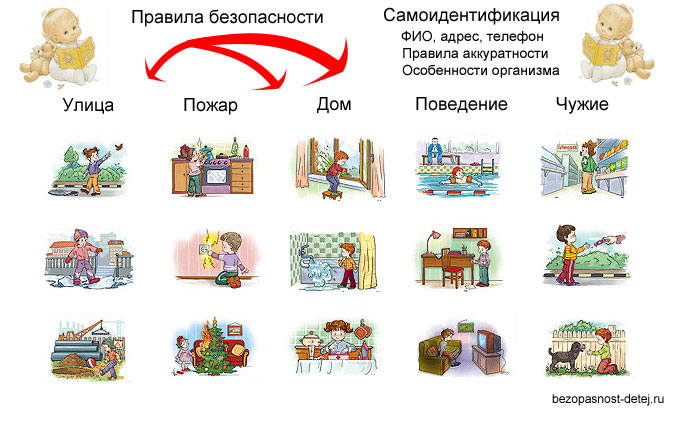 Правила безопасности
Самоидентификация
ФИО, адрес, телефон
Правила аккуратности
Особенности организма
Улица
Пожар
Дом
Поведение
Чужие
bezopasnost-detej.ru